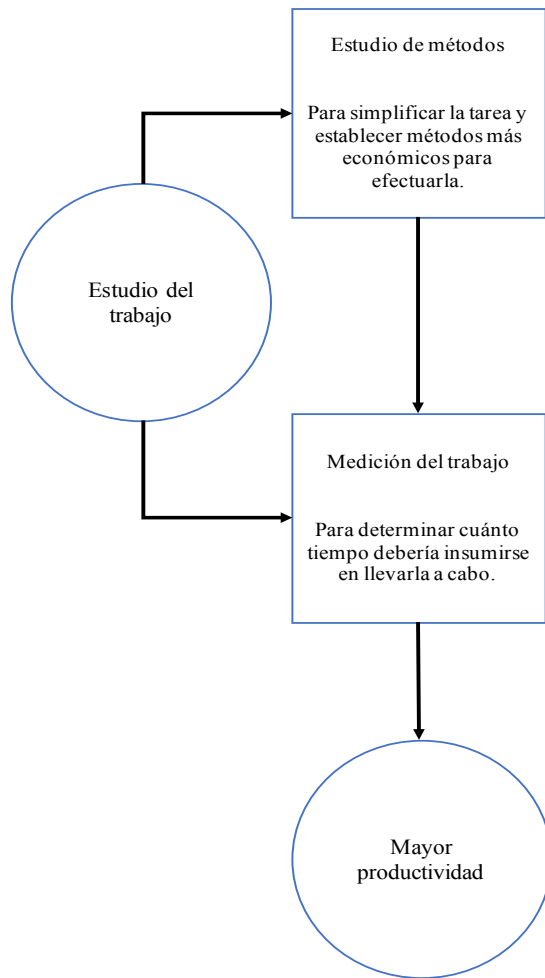 Estudio de métodos
Para simplificar la tarea y
establecer métodos más
económicos para
efectuarla.
Estudio del
trabajo
Medición del trabajo
Para determinar cuánto
tiempo debería insumirse
en llevarla a cabo.
Mayor
productividad